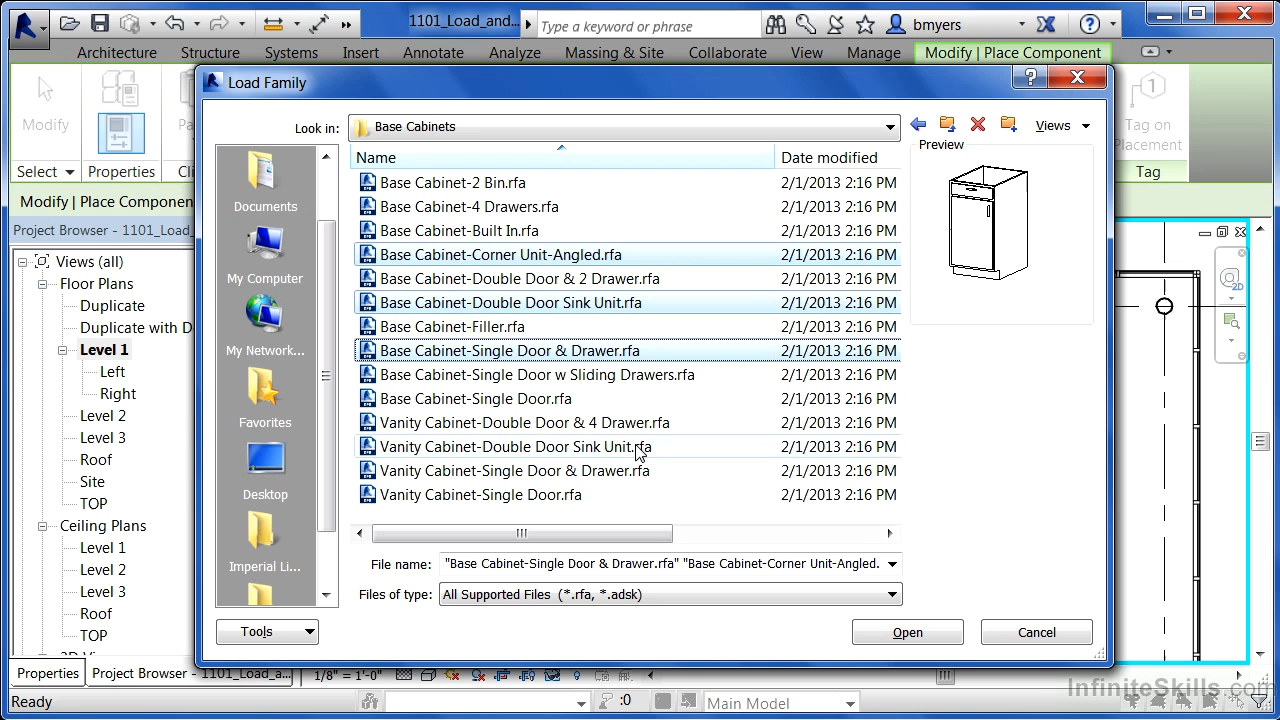 1101_Load_and...
Type a keyword or phrase
bmyers
Architecture Structure Systems Insert Annotate Analyze Massing & Site Collaborate View Manage Modify | Place Component
Modify
Select
Properties
Tag on
Placement
Tag
Modify | Place Component
Project Browser - 1101_Load_
Views (all)
Floor Plans
Duplicate
Duplicate with D
Level 1
Left
Right
Level 2
Level 3
Roof
Site
TOP
Ceiling Plans
Level 1
Level 2
Level 3
Roof
TOP
Load Family
Look in: Base Cabinets
Views
Documents
My Computer
My Network...
Favorites
Desktop
Imperial Li...
Name Date modified
Base Cabinet-2 Bin.rfa 2/1/2013 2:16 PM
Base Cabinet-4 Drawers.rfa 2/1/2013 2:16 PM
Base Cabinet-Built In.rfa 2/1/2013 2:16 PM
Base Cabinet-Corner Unit-Angled.rfa 2/1/2013 2:16 PM
Base Cabinet-Double Door & 2 Drawer.rfa 2/1/2013 2:16 PM
Base Cabinet-Double Door Sink Unit.rfa 2/1/2013 2:16 PM
Base Cabinet-Filler.rfa 2/1/2013 2:16 PM
Base Cabinet-Single Door & Drawer.rfa 2/1/2013 2:16 PM
Base Cabinet-Single Door w Sliding Drawers.rfa 2/1/2013 2:16 PM
Base Cabinet-Single Door.rfa 2/1/2013 2:16 PM
Vanity Cabinet-Double Door & 4 Drawer.rfa 2/1/2013 2:16 PM
Vanity Cabinet-Double Door Sink Unit.rfa 2/1/2013 2:16 PM
Vanity Cabinet-Single Door & Drawer.rfa 2/1/2013 2:16 PM
Vanity Cabinet-Single Door.rfa 2/1/2013 2:16 PM
Preview
File name: "Base Cabinet-Single Door & Drawer.rfa" "Base Cabinet-Corner Unit-Angled.
Files of type: All Supported Files (*.rfa, *.adsk)
Tools
Open
Cancel
Properties
Project Browser - 1101_Load_a...
1/8" = 1'-0"
Ready
:0
Main Model
InfiniteSkills.com